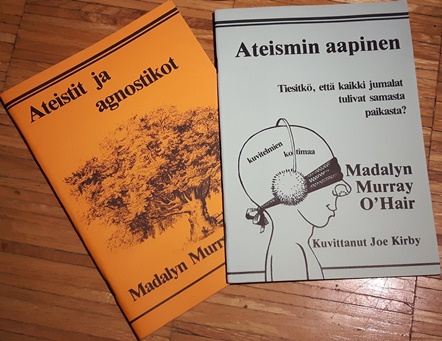 Ateistit ja
agnostikot
Madalyn Murray
Ateismin aapinen
Tiesitkö, että kaikki jumalat
tulivat samasta
paikasta?
kuvitelmien kotimaa
Madalyn
Murray
O'Hair
Kuvittanut Joe Kirby